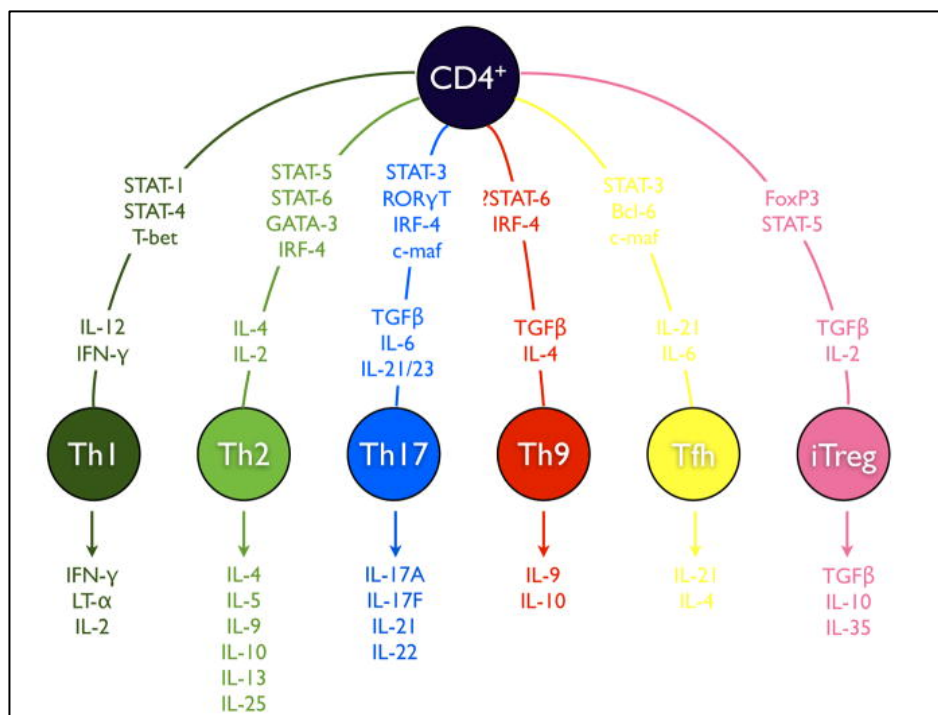 CD4⁺
STAT-1
STAT-4
T-bet
STAT-5
STAT-6
GATA-3
IRF-4
STAT-3
RORγT
IRF-4
c-maf
?STAT-6
IRF-4
STAT-3
Bcl-6
c-maf
FoxP3
STAT-5
IL-12
IFN-γ
IL-4
IL-2
TGFβ
IL-6
IL-21/23
TGFβ
IL-4
IL-21
IL-6
TGFβ
IL-2
Th1
Th2
Th17
Th9
Tfh
iTreg
IFN-γ
LT-α
IL-2
IL-4
IL-5
IL-9
IL-10
IL-13
IL-25
IL-17A
IL-17F
IL-21
IL-22
IL-9
IL-10
IL-21
IL-4
TGFβ
IL-10
IL-35